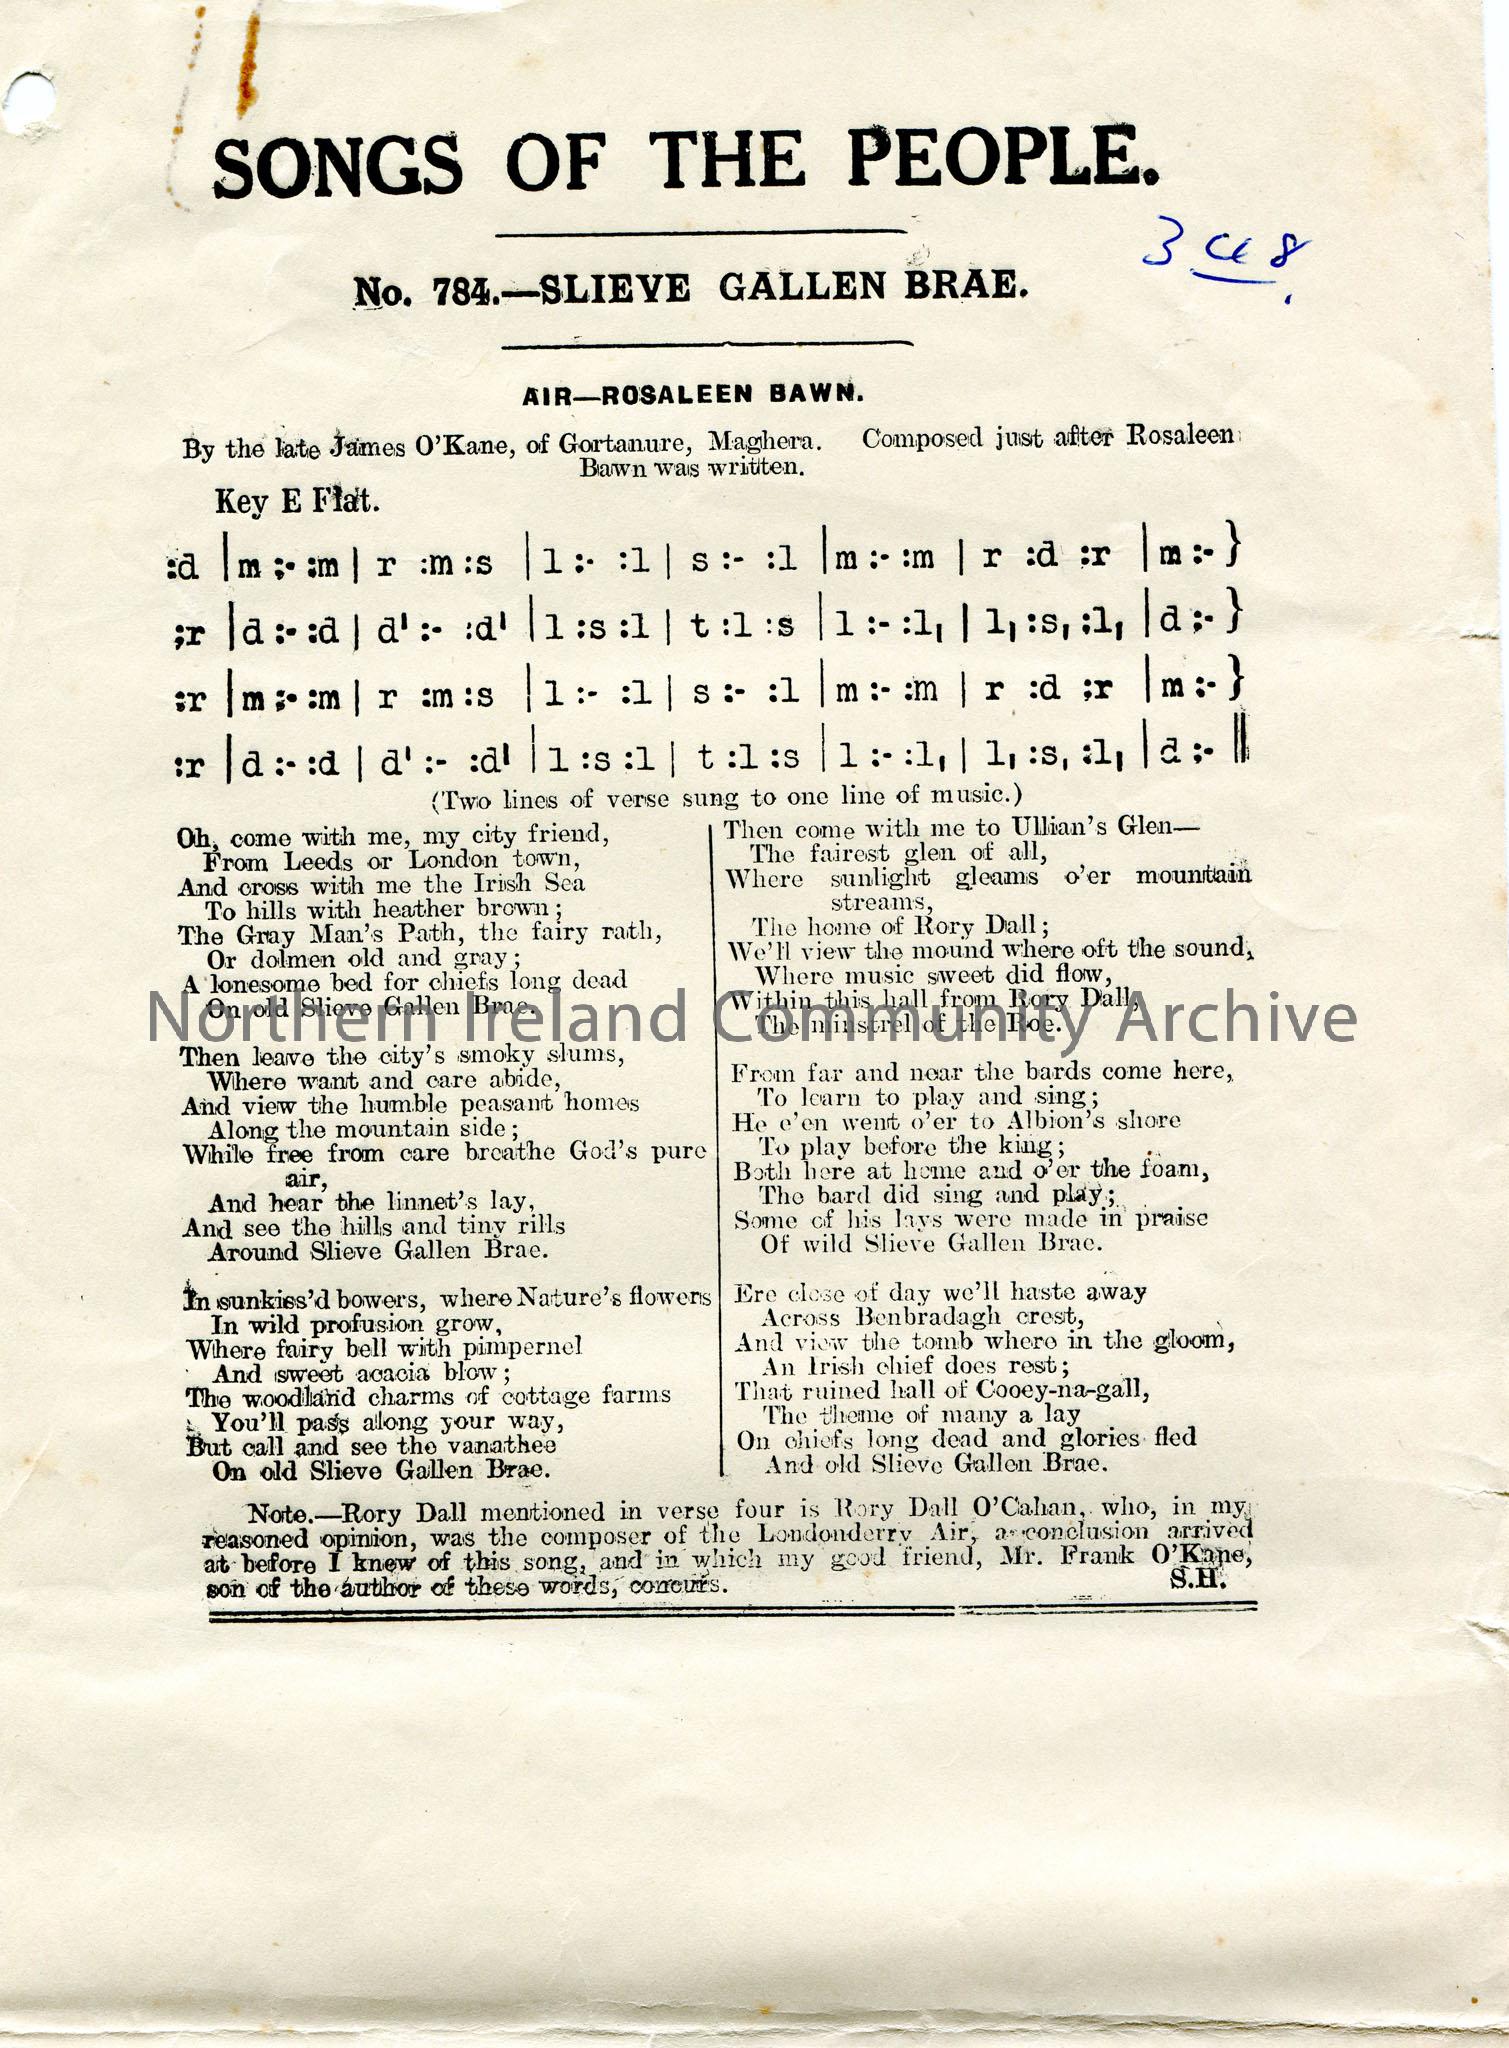 SONGS OF THE PEOPLE.
No. 784.—SLIEVE GALLEN BRAE.
AIR—ROSALEEN BAWN.
By the late James O'Kane, of Gortanure, Maghera. Composed just after Rosaleen
Bawn was written.
Key E Flat.
:d |m :- :m | r :m :s |l :- :l | s :- :l |m :- :m | r :d :r |m :- }
:r |d :- :d | d' :- :d' |l :s :l | t :l :s |l :- :l, | l, :s, :l, |d :- }
:r |m :- :m | r :m :s |l :- :l | s :- :l |m :- :m | r :d :r |m :- }
:r |d :- :d | d' :- :d' |l :s :l | t :l :s |l :- :l, | l, :s, :l, |d :- ||
(Two lines of verse sung to one line of music.)
Oh, come with me, my city friend,
From Leeds or London town,
And cross with me the Irish Sea
To hills with heather brown;
The Gray Man's Path, the fairy rath,
Or dolmen old and gray;
A lonesome bed for chiefs long dead
On old Slieve Gallen Brae.
Then leave the city's smoky slums,
Where want and care abide,
And view the humble peasant homes
Along the mountain side;
While free from care breathe God's pure
air,
And hear the linnet's lay,
And see the hills and tiny rills
Around Slieve Gallen Brae.
In sunkiss'd bowers, where Nature's flowers
In wild profusion grow,
Where fairy bell with pimpernel
And sweet acacia blow;
The woodland charms of cottage farms
You'll pass along your way,
But call and see the vanathee
On old Slieve Gallen Brae.
Then come with me to Ullian's Glen—
The fairest glen of all,
Where sunlight gleams o'er mountain
streams,
The home of Rory Dall;
We'll view the mound where oft the sound,
Where music sweet did flow,
Within this hall from Rory Dall,
The minstrel of the Roe.
From far and near the bards come here,
To learn to play and sing;
He e'en went o'er to Albion's shore
To play before the king;
Both here at home and o'er the foam,
The bard did sing and play;
Some of his lays were made in praise
Of wild Slieve Gallen Brae.
Ere close of day we'll haste away
Across Benbradagh crest,
And view the tomb where in the gloom,
An Irish chief does rest;
That ruined hall of Cooey-na-gall,
The theme of many a lay
On chiefs long dead and glories fled
And old Slieve Gallen Brae.
Note.—Rory Dall mentioned in verse four is Rory Dall O'Cahan, who, in my
reasoned opinion, was the composer of the Londonderry Air, a conclusion arrived
at before I knew of this song, and in which my good friend, Mr. Frank O'Kane,
son of the author of these words, concurs.
S.H.
Northern Ireland Community Archive